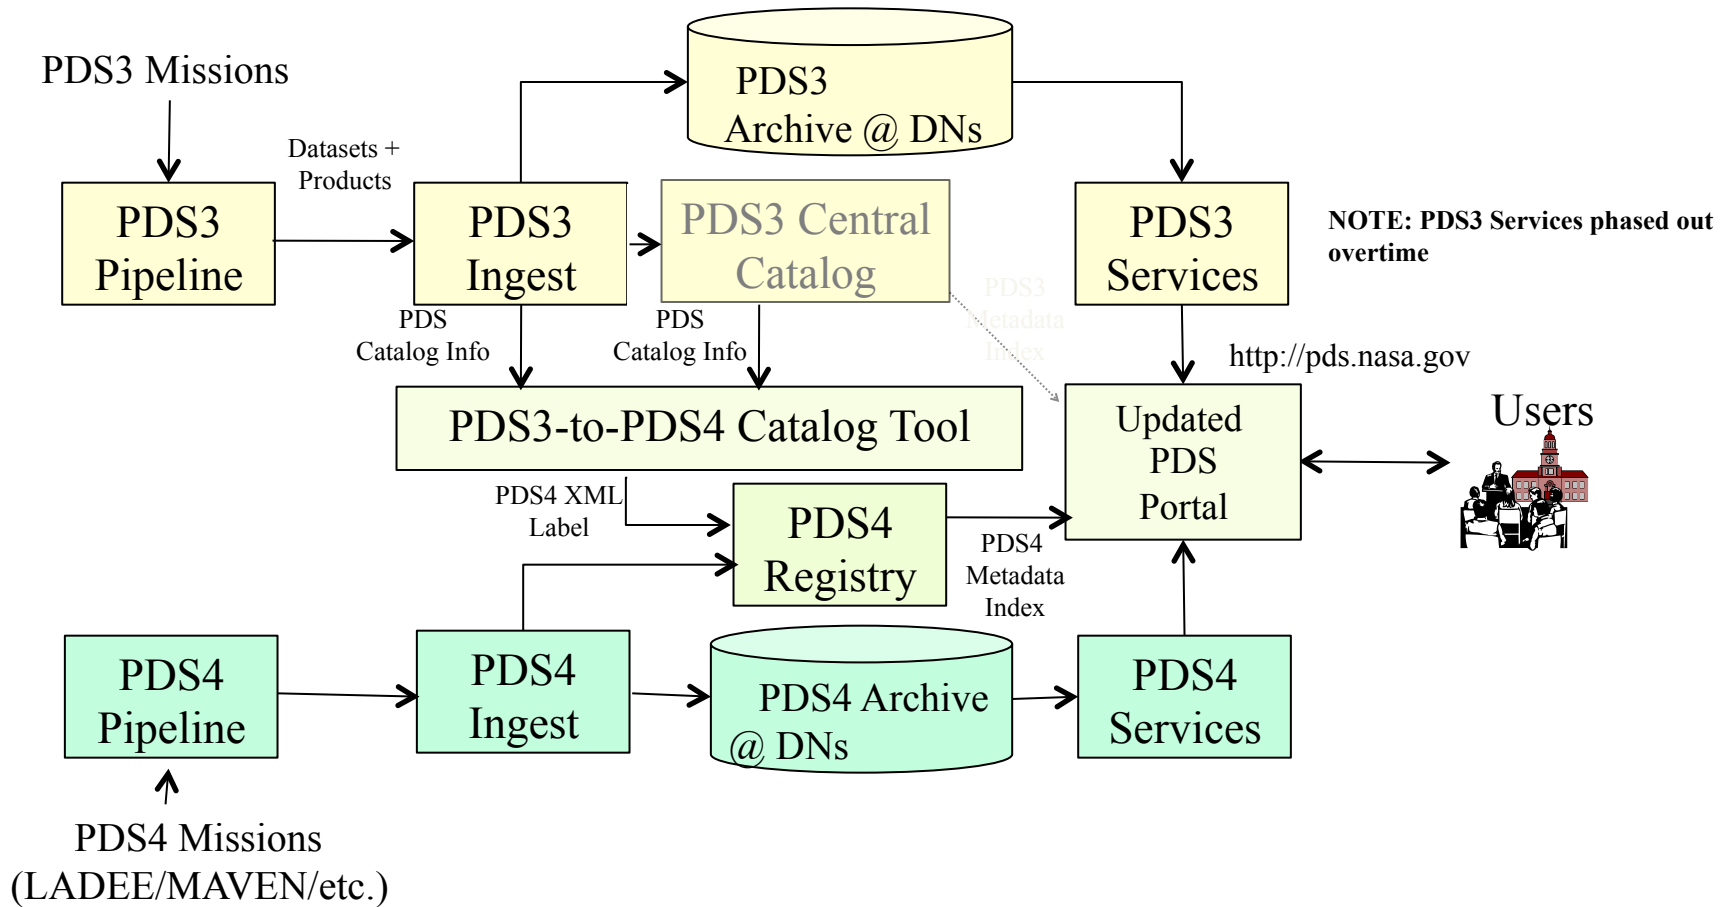 PDS3 Missions
PDS3
Archive @ DNs
Datasets +
Products
PDS3
Pipeline
PDS3
Ingest
PDS3 Central
Catalog
PDS3
Services
NOTE: PDS3 Services phased out
overtime
PDS
Catalog Info
PDS
Catalog Info
PDS3
Metadata
Index
http://pds.nasa.gov
PDS3-to-PDS4 Catalog Tool
Updated
PDS
Portal
Users
PDS4 XML
Label
PDS4
Registry
PDS4
Metadata
Index
PDS4
Pipeline
PDS4
Ingest
PDS4 Archive
@ DNs
PDS4
Services
PDS4 Missions
(LADEE/MAVEN/etc.)